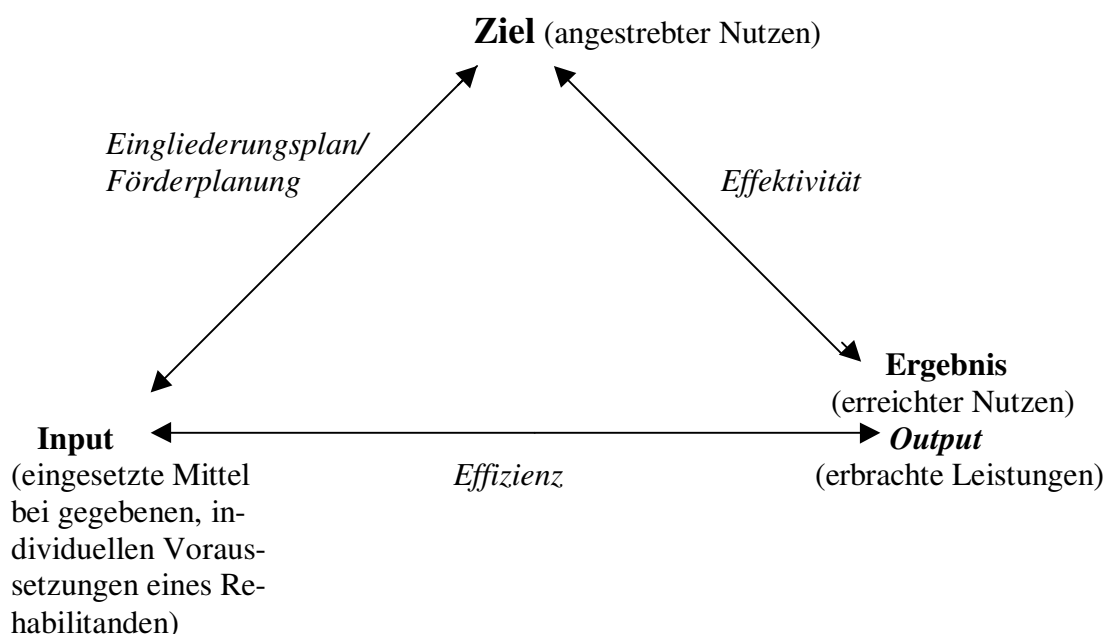 Ziel (angestrebter Nutzen)
Eingliederungsplan/
Förderplanung
Effektivität
Ergebnis
(erreichter Nutzen)
Output
(erbrachte Leistungen)
Input
(eingesetzte Mittel
bei gegebenen, in-
dividuellen Voraus-
setzungen eines Re-
habilitanden)
Effizienz